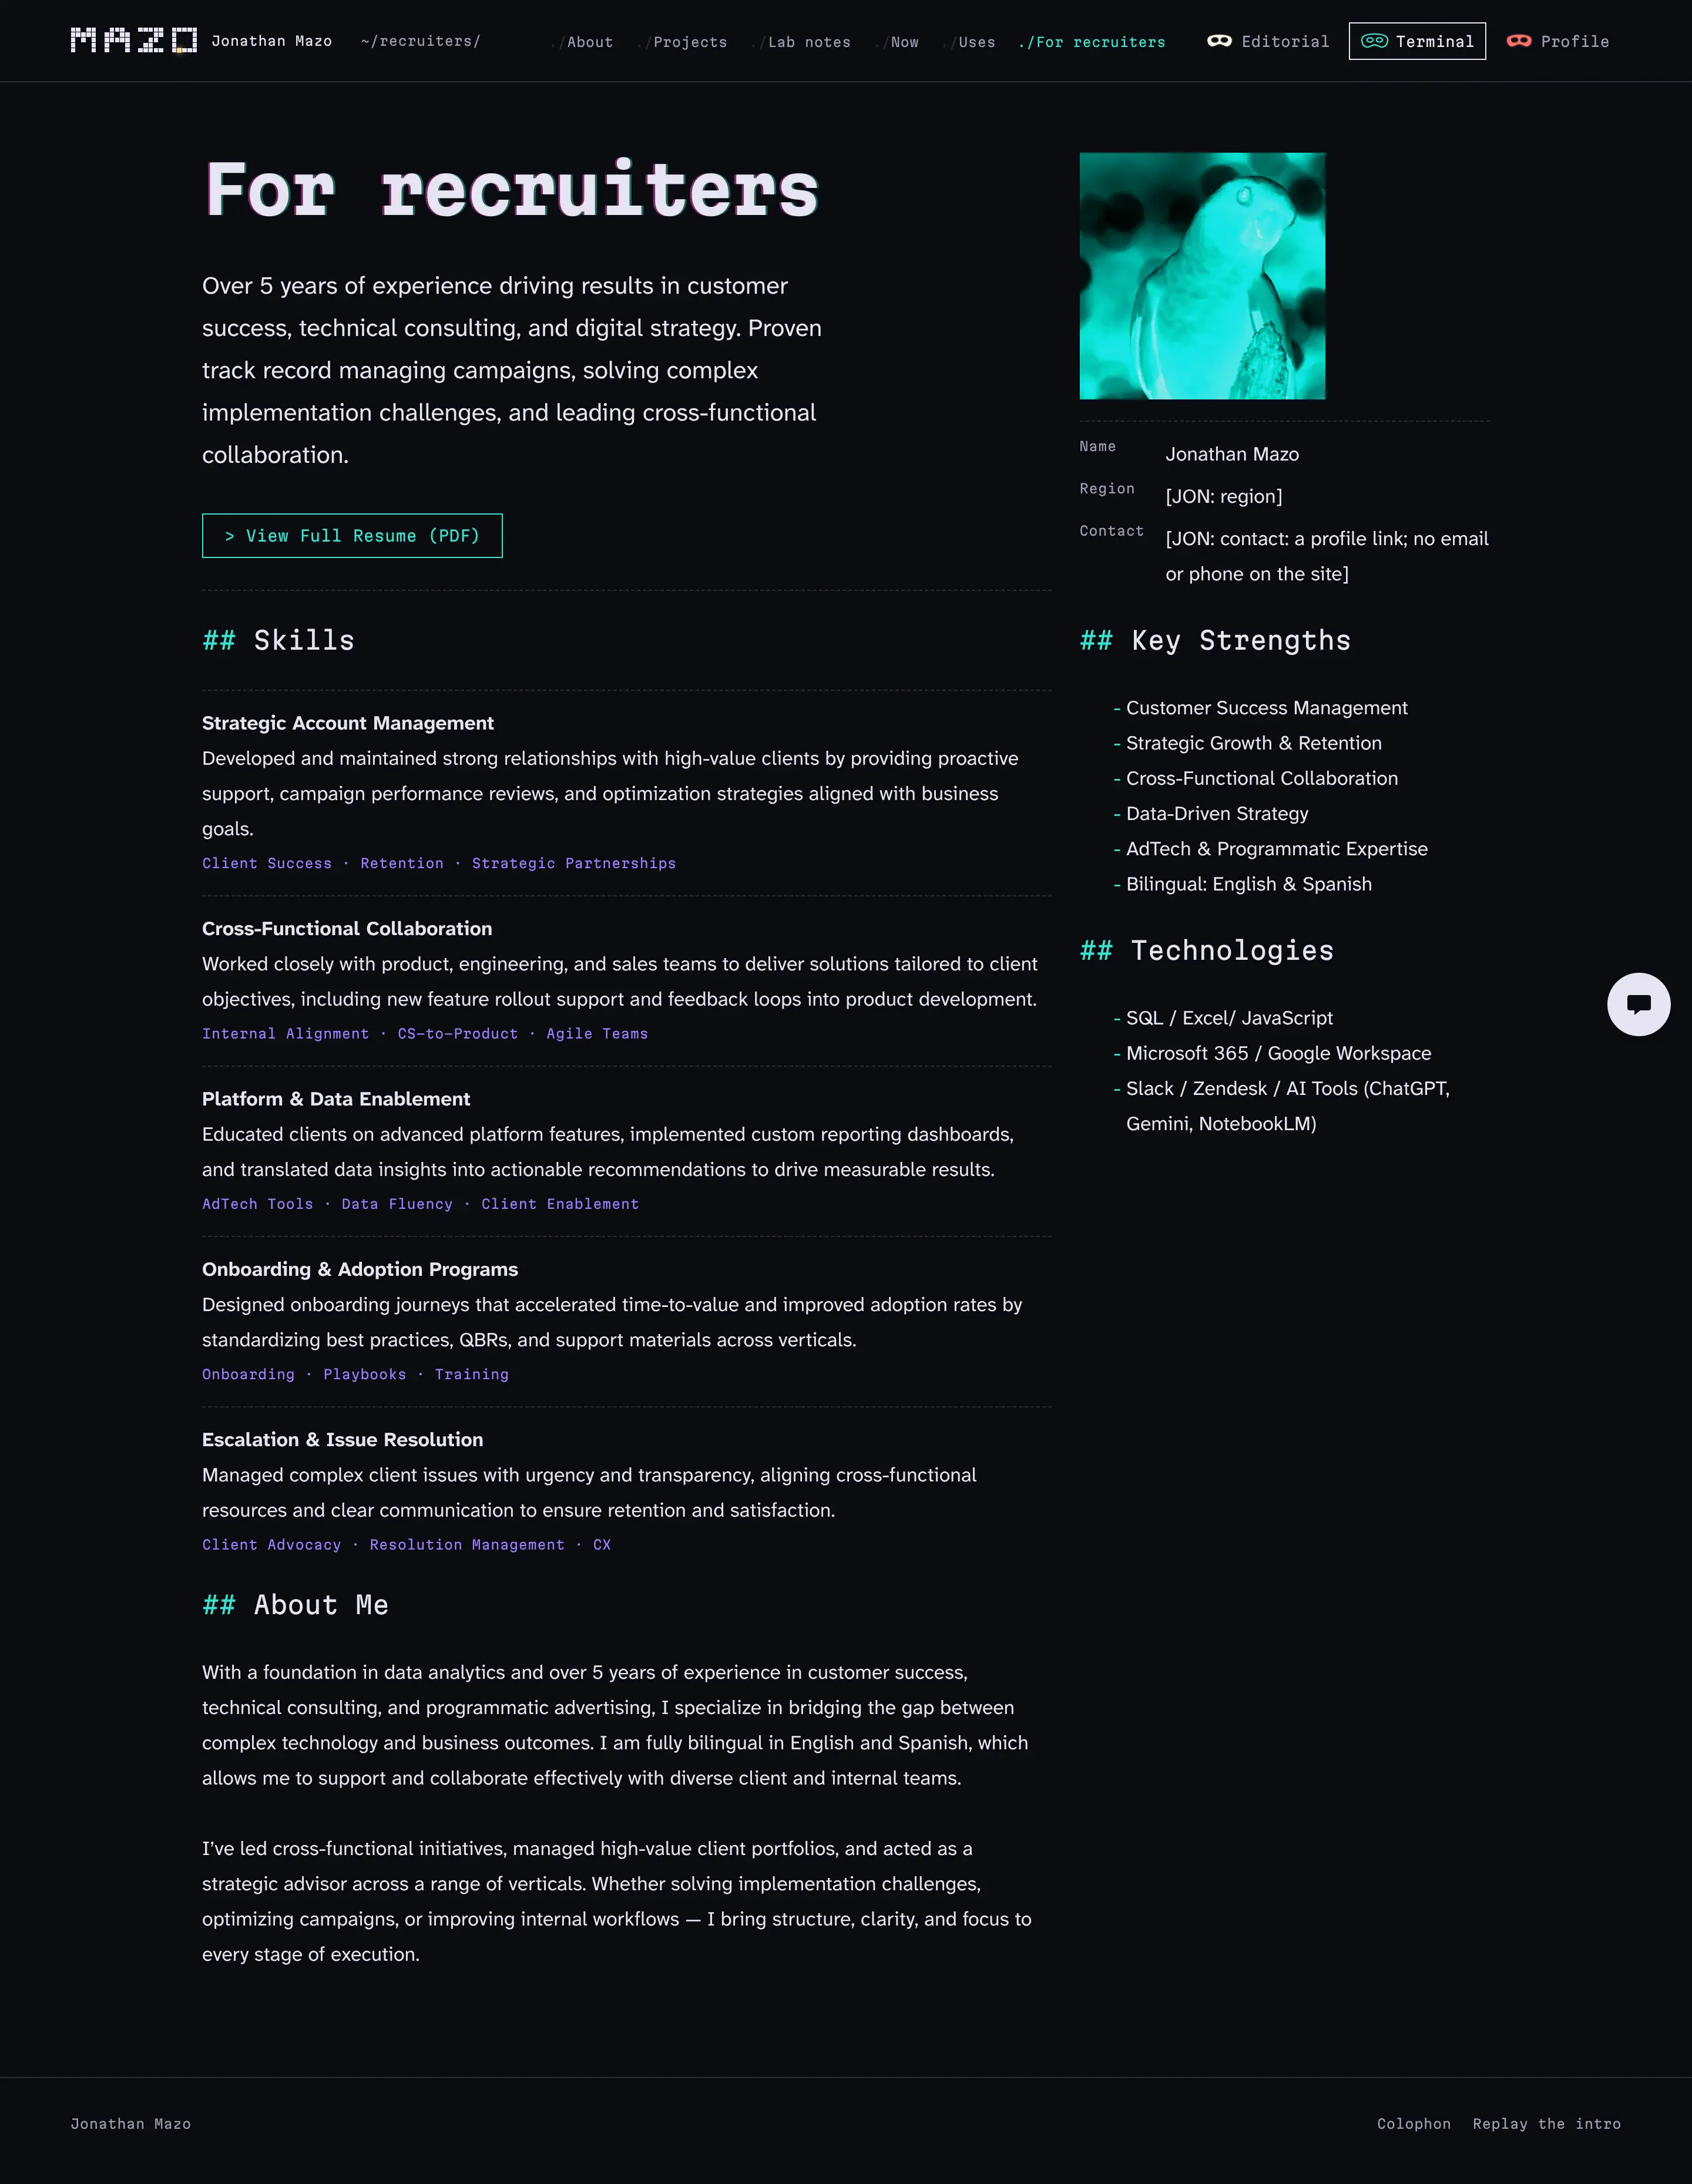 MAZO Jonathan Mazo ~/recruiters/ ./About ./Projects ./Lab notes ./Now ./Uses ./For recruiters Editorial Terminal Profile
For recruiters
Over 5 years of experience driving results in customer
success, technical consulting, and digital strategy. Proven
track record managing campaigns, solving complex
implementation challenges, and leading cross-functional
collaboration.
> View Full Resume (PDF)
Name Jonathan Mazo
Region [JON: region]
Contact [JON: contact: a profile link; no email
or phone on the site]
## Skills
Strategic Account Management
Developed and maintained strong relationships with high-value clients by providing proactive
support, campaign performance reviews, and optimization strategies aligned with business
goals.
Client Success · Retention · Strategic Partnerships
Cross-Functional Collaboration
Worked closely with product, engineering, and sales teams to deliver solutions tailored to client
objectives, including new feature rollout support and feedback loops into product development.
Internal Alignment · CS-to-Product · Agile Teams
Platform & Data Enablement
Educated clients on advanced platform features, implemented custom reporting dashboards,
and translated data insights into actionable recommendations to drive measurable results.
AdTech Tools · Data Fluency · Client Enablement
Onboarding & Adoption Programs
Designed onboarding journeys that accelerated time-to-value and improved adoption rates by
standardizing best practices, QBRs, and support materials across verticals.
Onboarding · Playbooks · Training
Escalation & Issue Resolution
Managed complex client issues with urgency and transparency, aligning cross-functional
resources and clear communication to ensure retention and satisfaction.
Client Advocacy · Resolution Management · CX
## About Me
With a foundation in data analytics and over 5 years of experience in customer success,
technical consulting, and programmatic advertising, I specialize in bridging the gap between
complex technology and business outcomes. I am fully bilingual in English and Spanish, which
allows me to support and collaborate effectively with diverse client and internal teams.
I’ve led cross-functional initiatives, managed high-value client portfolios, and acted as a
strategic advisor across a range of verticals. Whether solving implementation challenges,
optimizing campaigns, or improving internal workflows — I bring structure, clarity, and focus to
every stage of execution.
## Key Strengths
- Customer Success Management
- Strategic Growth & Retention
- Cross-Functional Collaboration
- Data-Driven Strategy
- AdTech & Programmatic Expertise
- Bilingual: English & Spanish
## Technologies
- SQL / Excel/ JavaScript
- Microsoft 365 / Google Workspace
- Slack / Zendesk / AI Tools (ChatGPT,
Gemini, NotebookLM)
Jonathan Mazo
Colophon Replay the intro